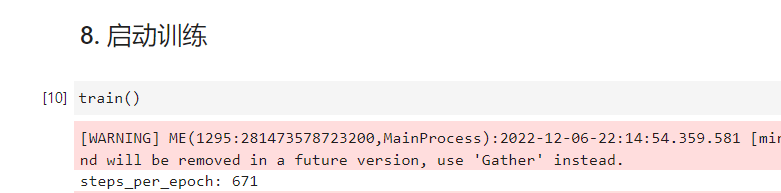 8. 启动训练
[10] train()
[WARNING] ME(1295:281473578723200,MainProcess):2022-12-06-22:14:54.359.581 [min
nd will be removed in a future version, use 'Gather' instead.
steps_per_epoch: 671